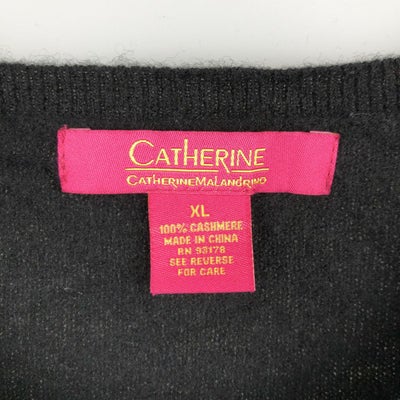 CATHERINE
CATHERINEMALANDRINO
XL
100% CASHMERE
MADE IN CHINA
RN 93178
SEE REVERSE
FOR CARE